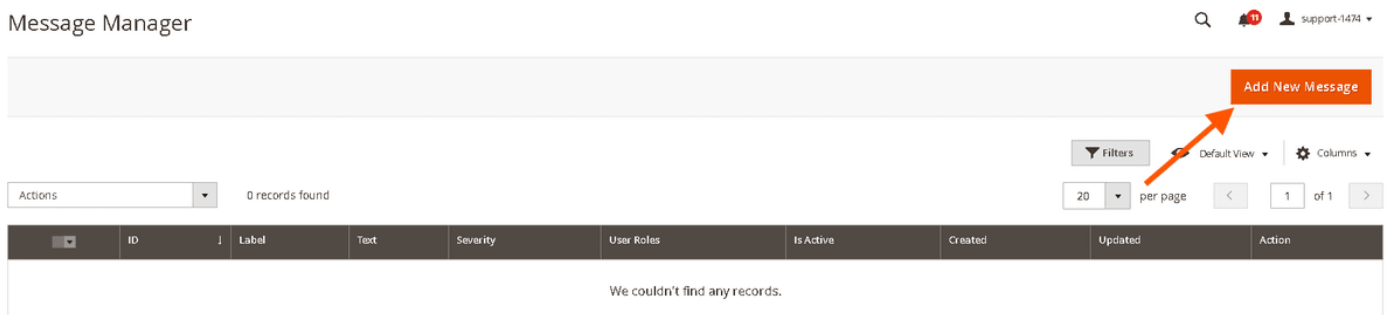 Message Manager
11
support-1474
Add New Message
Filters
Default View
Columns
Actions
0 records found
20
per page
1
of 1
ID
Label
Text
Severity
User Roles
Is Active
Created
Updated
Action
We couldn't find any records.